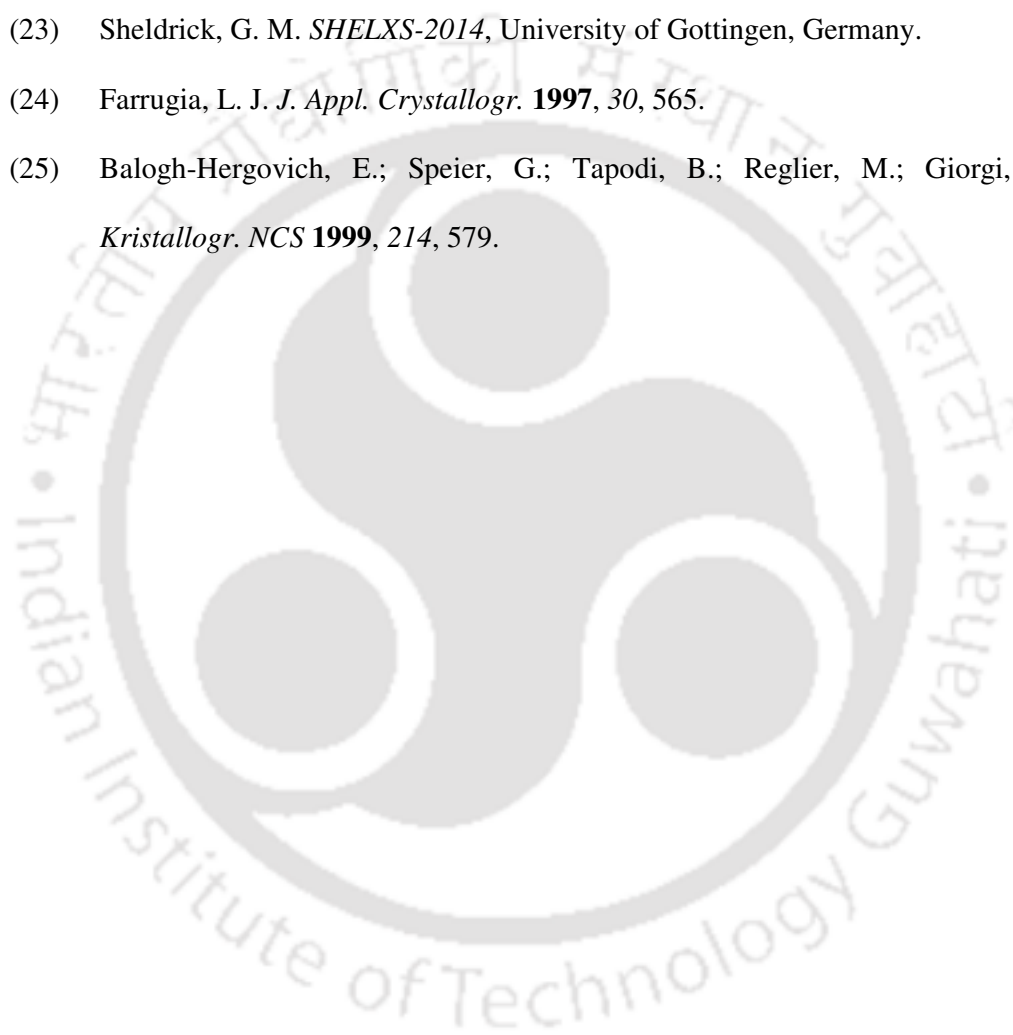 (23) Sheldrick, G. M. SHELXS-2014, University of Gottingen, Germany.
(24) Farrugia, L. J. J. Appl. Crystallogr. 1997, 30, 565.
(25) Balogh-Hergovich, E.; Speier, G.; Tapodi, B.; Reglier, M.; Giorgi,
Kristallogr. NCS 1999, 214, 579.
भारतीय प्रौद्योगिकी संस्थान गुवाहाटी
Indian Institute of Technology Guwahati